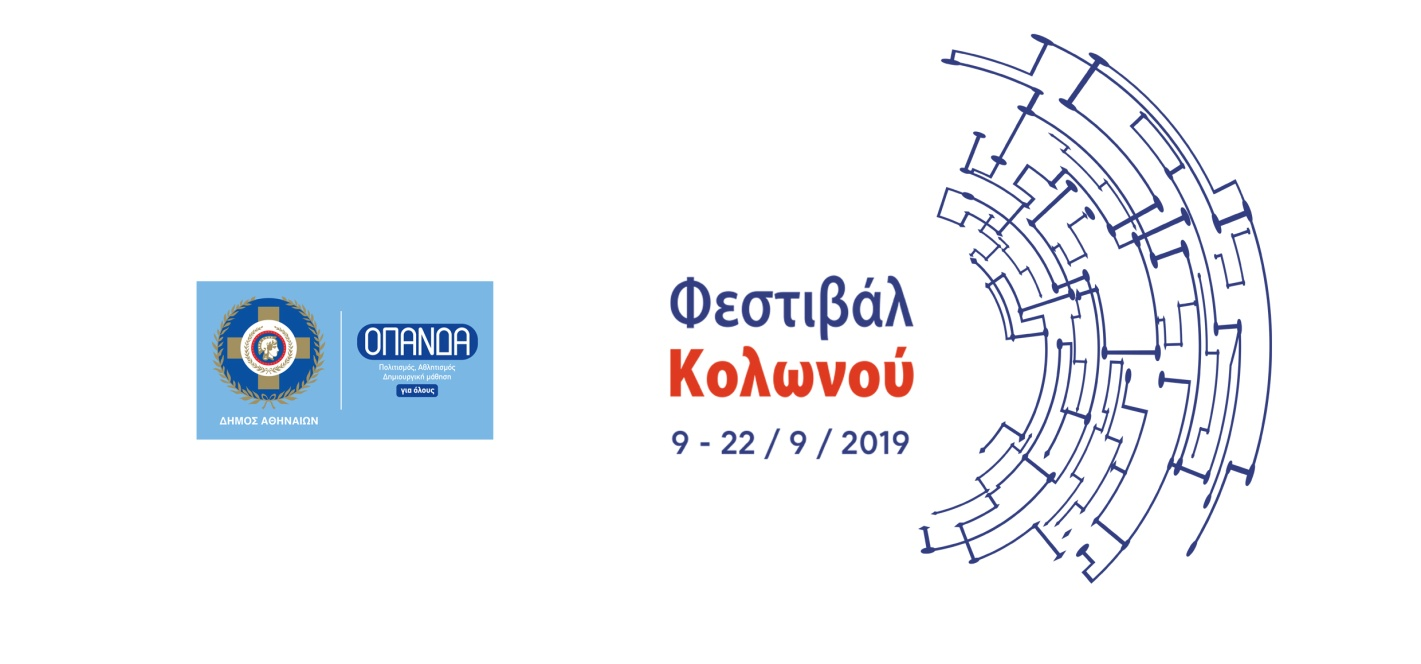 ΟΠΑΝΔΑ
Πολιτισμός, Αθλητισμός
Δημιουργική μάθηση
για όλους
ΔΗΜΟΣ ΑΘΗΝΑΙΩΝ
Φεστιβάλ
Κολωνού
9 - 22 / 9 / 2019